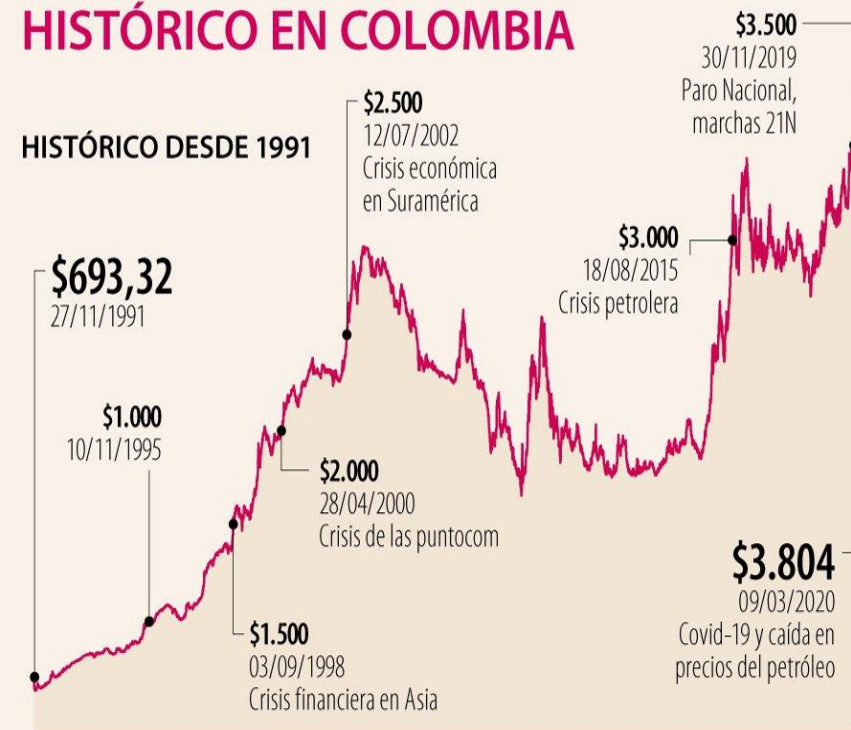 HISTÓRICO EN COLOMBIA
HISTÓRICO DESDE 1991
$693,32
27/11/1991
$1.000
10/11/1995
$1.500
03/09/1998
Crisis financiera en Asia
$2.000
28/04/2000
Crisis de las puntocom
$2.500
12/07/2002
Crisis económica
en Suramérica
$3.000
18/08/2015
Crisis petrolera
$3.500
30/11/2019
Paro Nacional,
marchas 21N
$3.804
09/03/2020
Covid-19 y caída en
precios del petróleo